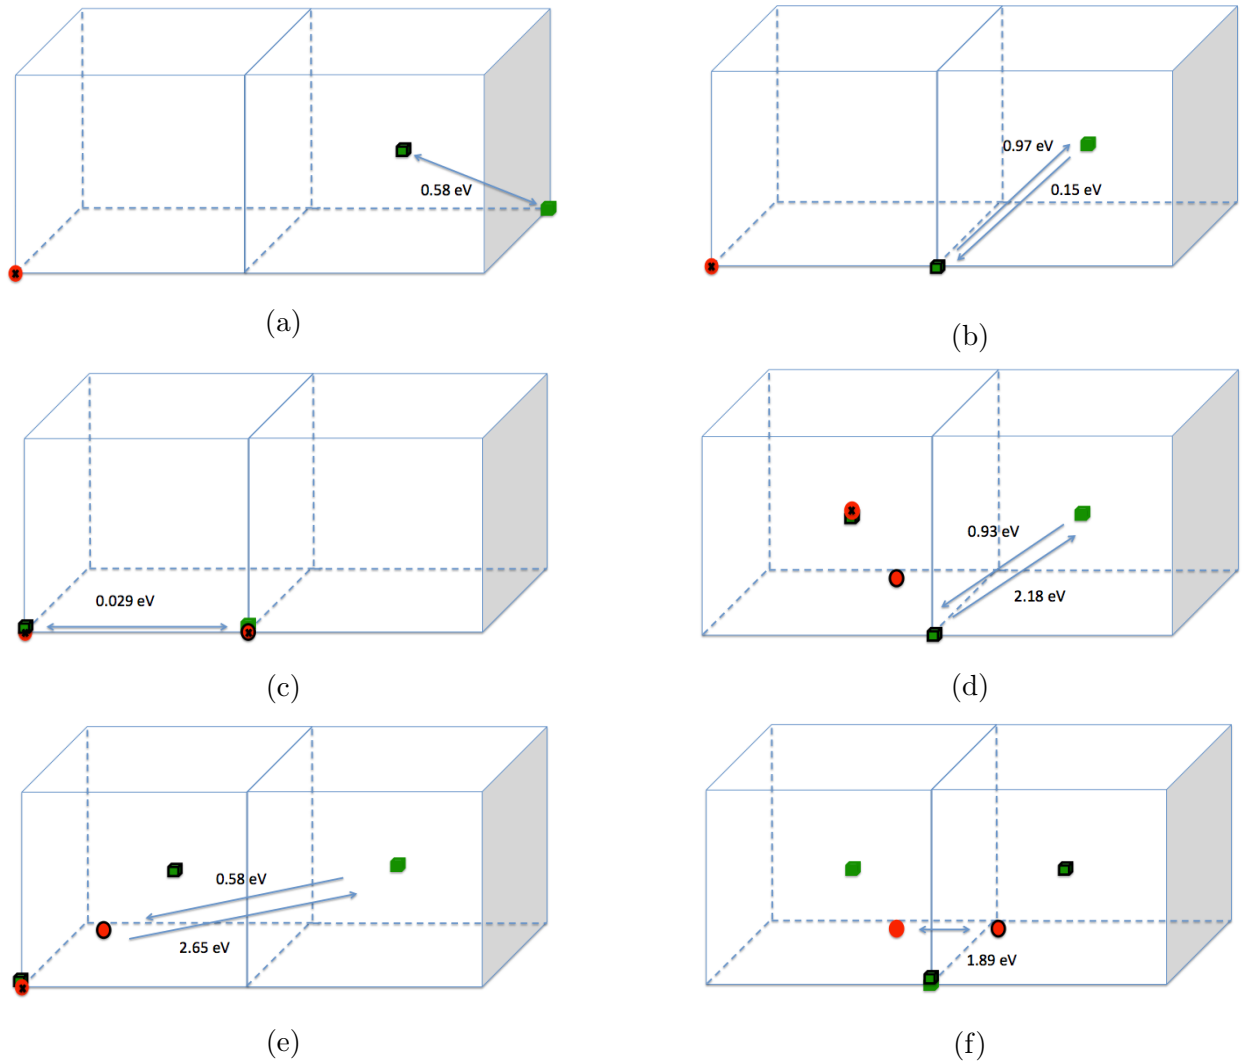 0.58 eV
0.97 eV
0.15 eV
(a)
(b)
0.029 eV
0.93 eV
2.18 eV
(c)
(d)
0.58 eV
2.65 eV
1.89 eV
(e)
(f)